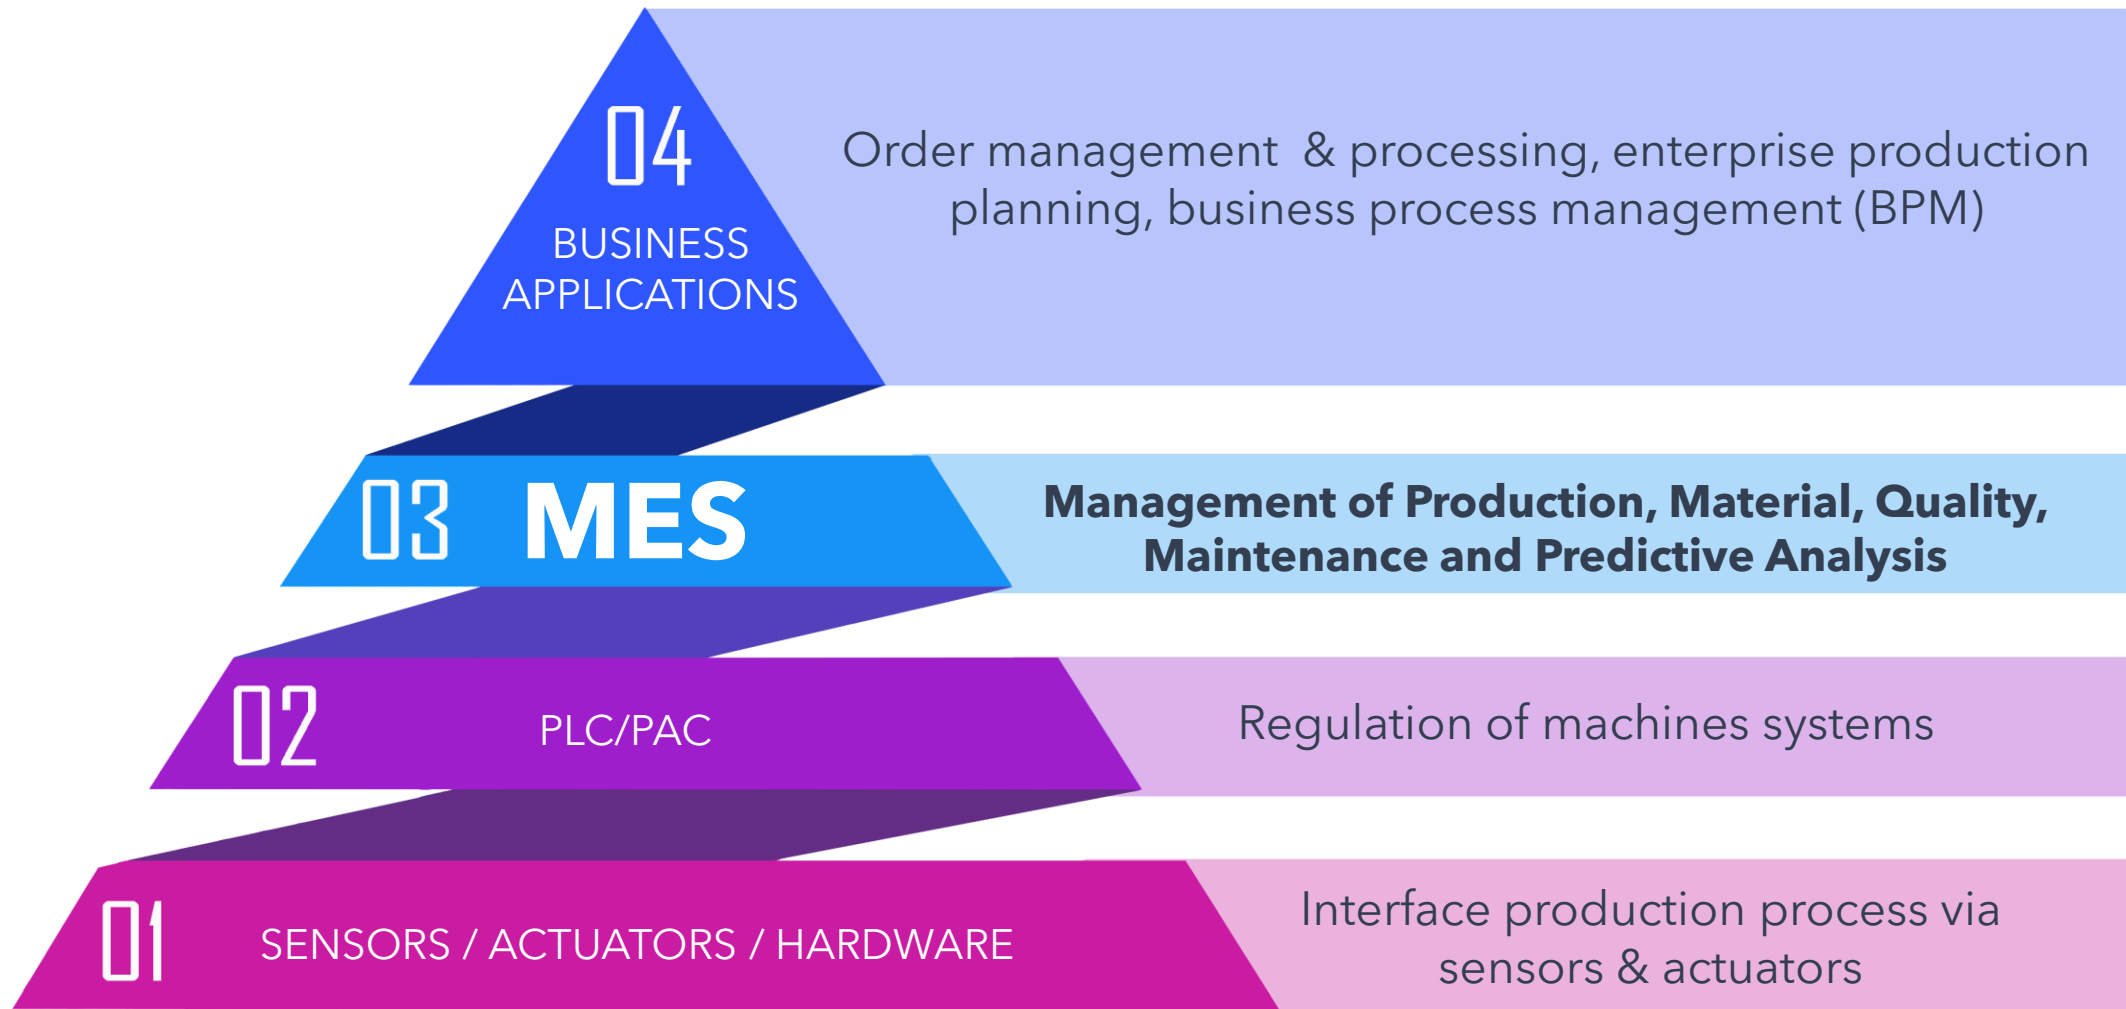 04
BUSINESS
APPLICATIONS
Order management & processing, enterprise production
planning, business process management (BPM)
03 MES
Management of Production, Material, Quality,
Maintenance and Predictive Analysis
02 PLC/PAC
Regulation of machines systems
01 SENSORS / ACTUATORS / HARDWARE
Interface production process via
sensors & actuators